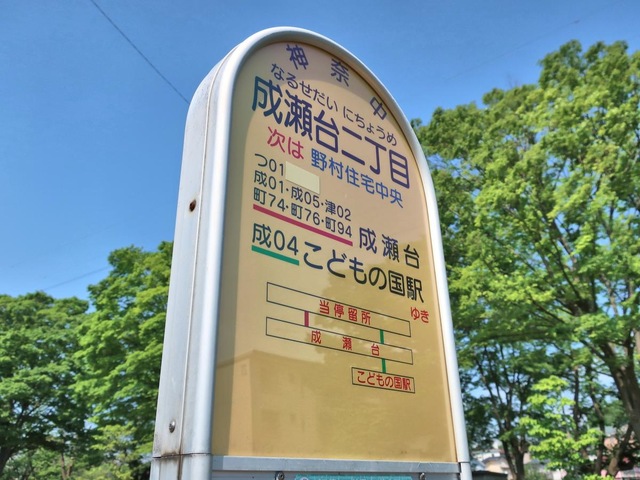 神奈中
なるせだい にちょうめ
成瀬台二丁目
次は 野村住宅中央
つ01
成01・成05・津02
町74・町76・町94
成瀬台
成04 こどもの国駅
ゆき
当停留所
成瀬台
こどもの国駅